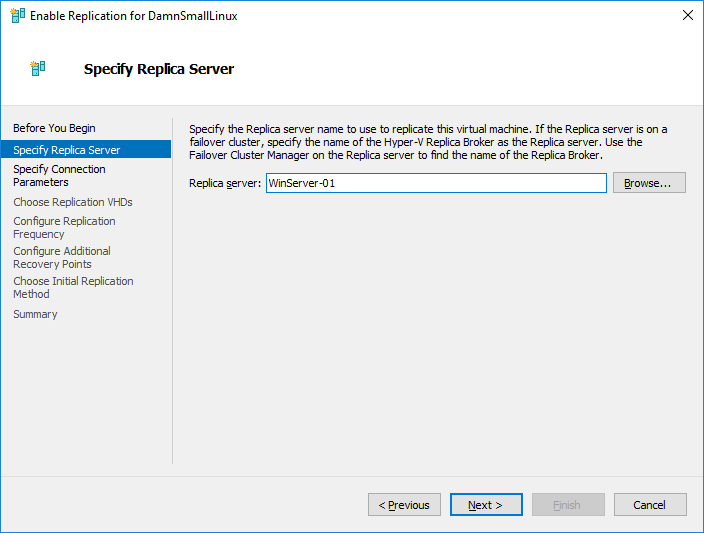 Enable Replication for DamnSmallLinux
Specify Replica Server
Before You Begin
Specify Replica Server
Specify Connection
Parameters
Choose Replication VHDs
Configure Replication
Frequency
Configure Additional
Recovery Points
Choose Initial Replication
Method
Summary
Specify the Replica server name to use to replicate this virtual machine. If the Replica server is on a
failover cluster, specify the name of the Hyper-V Replica Broker as the Replica server. Use the
Failover Cluster Manager on the Replica server to find the name of the Replica Broker.
Replica server: WinServer-01 Browse...
< Previous Next > Finish Cancel